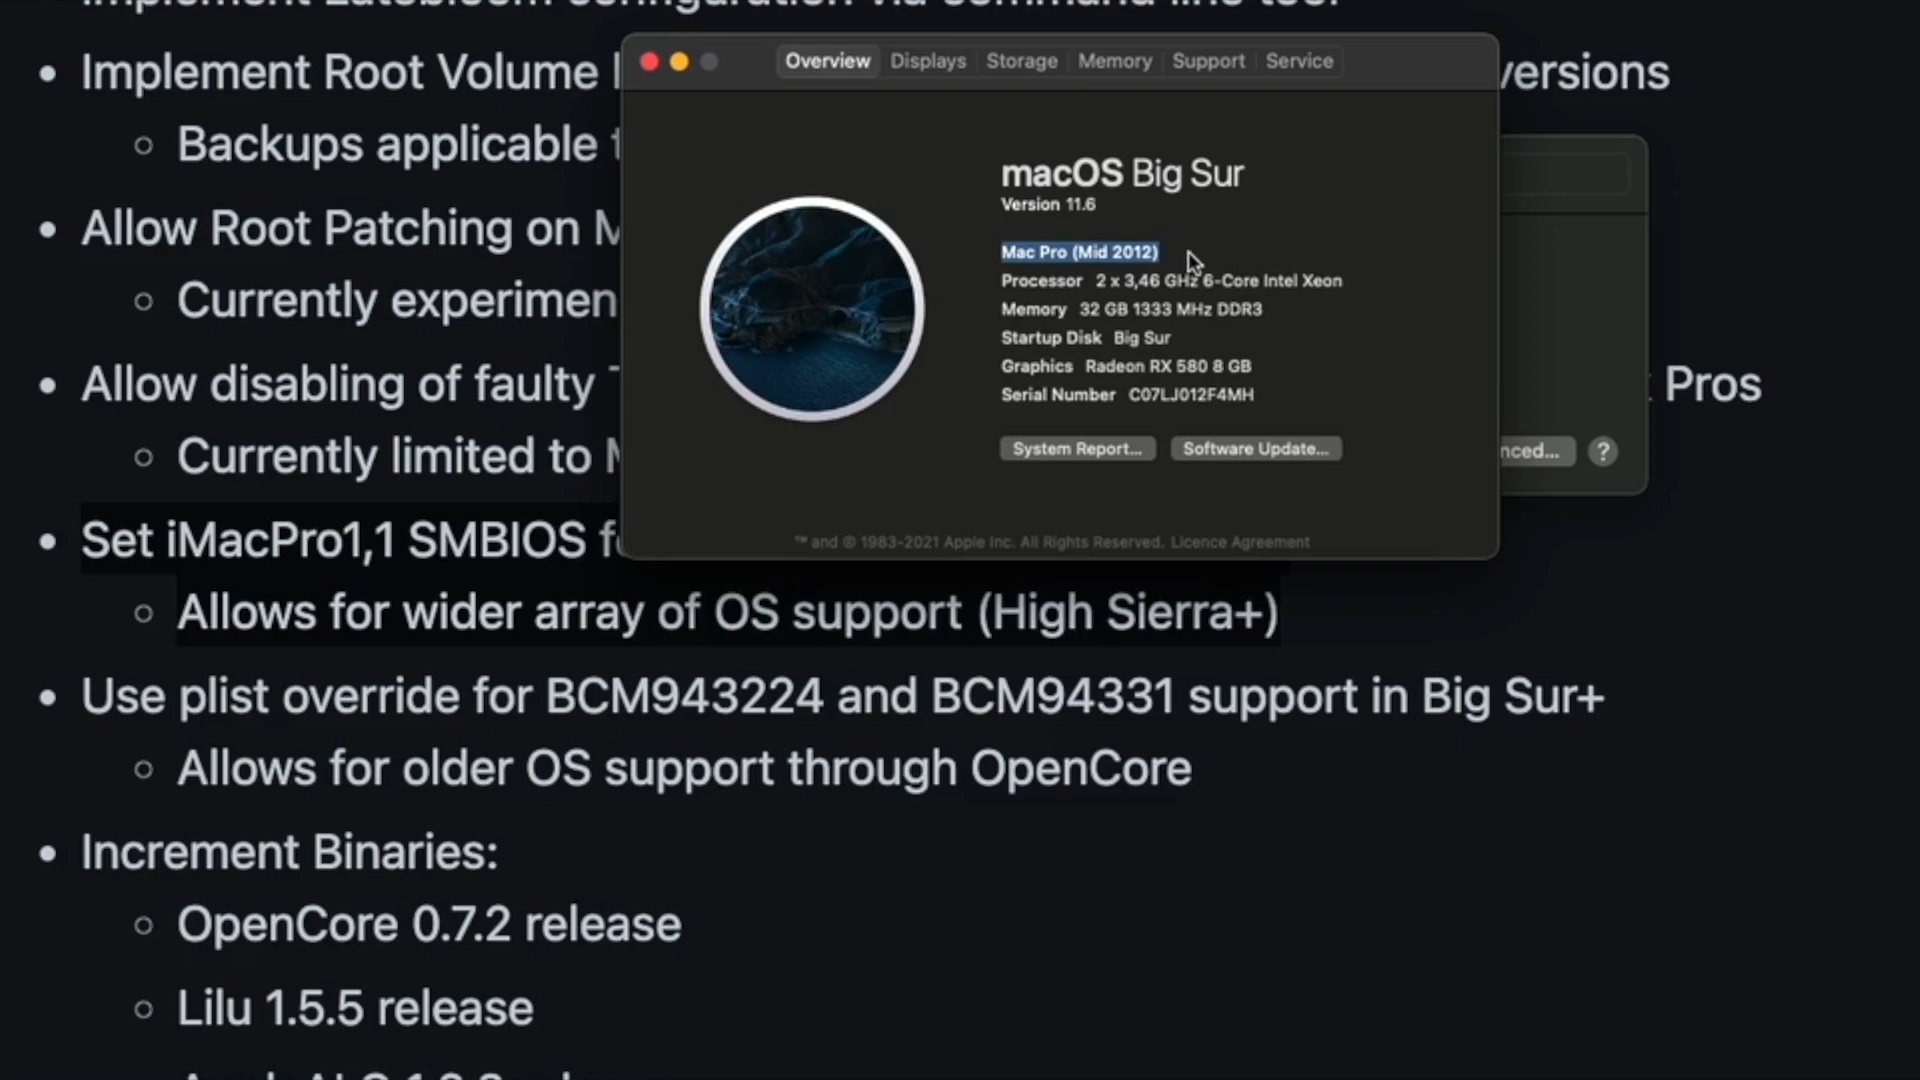 Implement Root Volume
versions
Backups applicable
Allow Root Patching on
Currently experimen
Allow disabling of faulty
Pros
Currently limited to
Set iMacPro1,1 SMBIOS
Allows for wider array of OS support (High Sierra+)
Use plist override for BCM943224 and BCM94331 support in Big Sur+
Allows for older OS support through OpenCore
Increment Binaries:
OpenCore 0.7.2 release
Lilu 1.5.5 release
Overview Displays Storage Memory Support Service
macOS Big Sur
Version 11.6
Mac Pro (Mid 2012)
Processor 2 x 3,46 GHz 6-Core Intel Xeon
Memory 32 GB 1333 MHz DDR3
Startup Disk Big Sur
Graphics Radeon RX 580 8 GB
Serial Number C07LJ012F4MH
System Report... Software Update...
™ and © 1983-2021 Apple Inc. All Rights Reserved. Licence Agreement
nced... ?